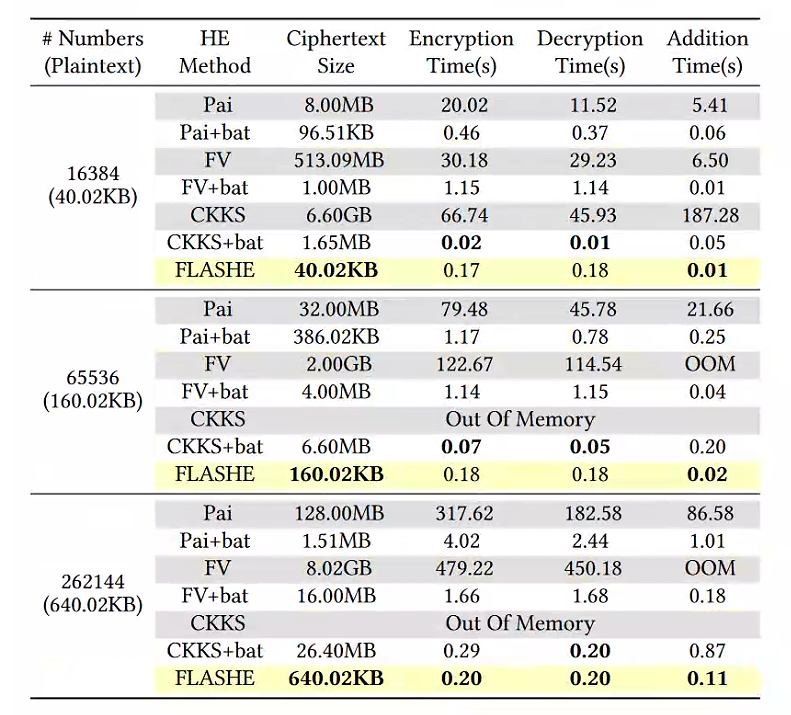 # Numbers HE Ciphertext Encryption Decryption Addition
(Plaintext) Method Size Time(s) Time(s) Time(s)
Pai 8.00MB 20.02 11.52 5.41
Pai+bat 96.51KB 0.46 0.37 0.06
FV 513.09MB 30.18 29.23 6.50
16384
(40.02KB)
FV+bat 1.00MB 1.15 1.14 0.01
CKKS 6.60GB 66.74 45.93 187.28
CKKS+bat 1.65MB 0.02 0.01 0.05
FLASHE 40.02KB 0.17 0.18 0.01
Pai 32.00MB 79.48 45.78 21.66
Pai+bat 386.02KB 1.17 0.78 0.25
FV 2.00GB 122.67 114.54 OOM
65536
(160.02KB)
FV+bat 4.00MB 1.14 1.15 0.04
CKKS Out Of Memory
CKKS+bat 6.60MB 0.07 0.05 0.20
FLASHE 160.02KB 0.18 0.18 0.02
Pai 128.00MB 317.62 182.58 86.58
Pai+bat 1.51MB 4.02 2.44 1.01
FV 8.02GB 479.22 450.18 OOM
262144
(640.02KB)
FV+bat 16.00MB 1.66 1.68 0.18
CKKS Out Of Memory
CKKS+bat 26.40MB 0.29 0.20 0.87
FLASHE 640.02KB 0.20 0.20 0.11